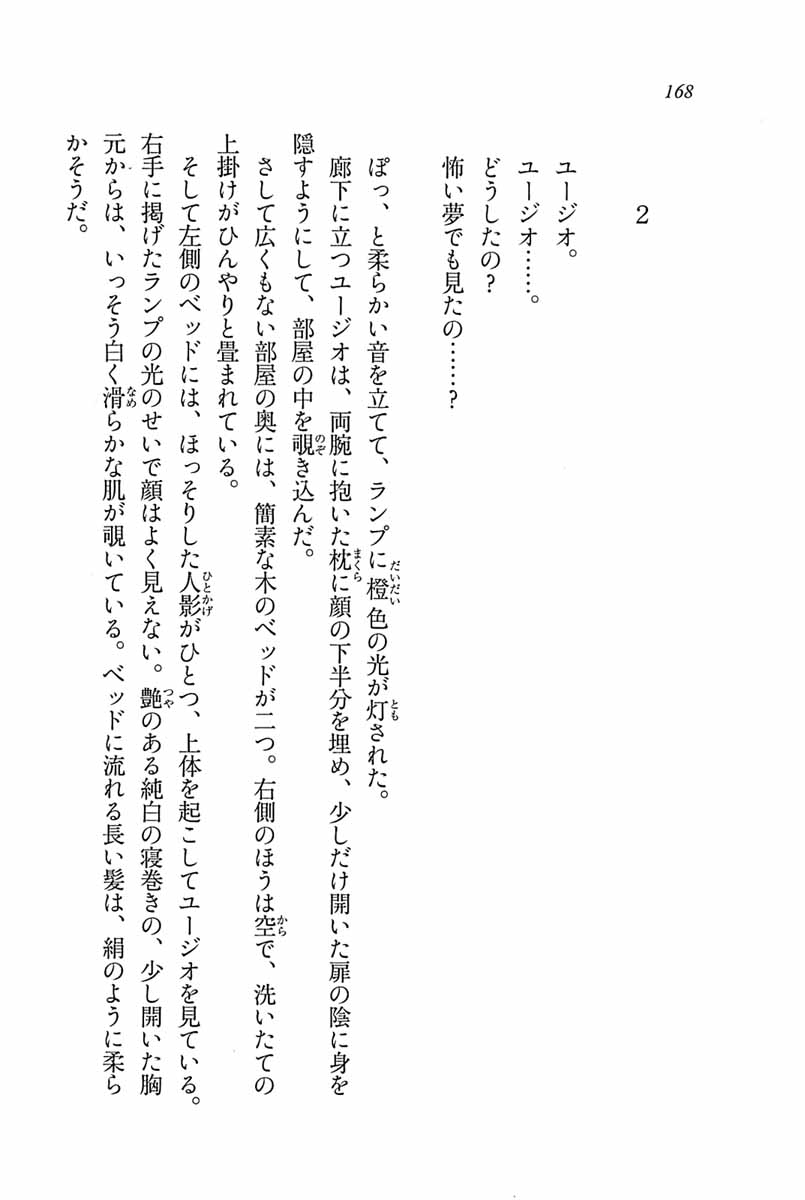 168
2
ユージオ。
ユージオ……。
どうしたの?
怖い夢でも見たの……?
ぽっ、と柔らかい音を立てて、ランプに橙色の光が灯された。
廊下に立つユージオは、両腕に抱いた枕に顔の下半分を埋め、少しだけ開いた扉の陰に身を
隠すようにして、部屋の中を覗き込んだ。
さして広くもない部屋の奥には、簡素な木のベッドが二つ。右側のほうは空で、洗いたての
上掛けがひんやりと畳まれている。
そして左側のベッドには、ほっそりした人影がひとつ、上体を起こしてユージオを見ている。
右手に掲げたランプの光のせいで顔はよく見えない。艶のある純白の寝巻きの、少し開いた胸
元からは、いっそう白く滑らかな肌が覗いている。ベッドに流れる長い髪は、絹のように柔ら
かそうだ。